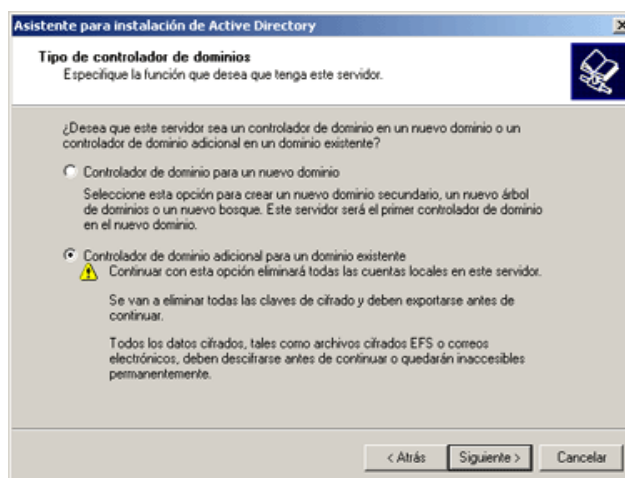 Asistente para instalación de Active Directory
Tipo de controlador de dominios
Especifique la función que desea que tenga este servidor.
¿Desea que este servidor sea un controlador de dominio en un nuevo dominio o un
controlador de dominio adicional en un dominio existente?
Controlador de dominio para un nuevo dominio
Seleccione esta opción para crear un nuevo dominio secundario, un nuevo árbol
de dominios o un nuevo bosque. Este servidor será el primer controlador de dominio
en el nuevo dominio.
Controlador de dominio adicional para un dominio existente
Continuar con esta opción eliminará todas las cuentas locales en este servidor.
Se van a eliminar todas las claves de cifrado y deben exportarse antes de
continuar.
Todos los datos cifrados, tales como archivos cifrados EFS o correos
electrónicos, deben descifrarse antes de continuar o quedarán inaccesibles
permanentemente.
< Atrás Siguiente > Cancelar